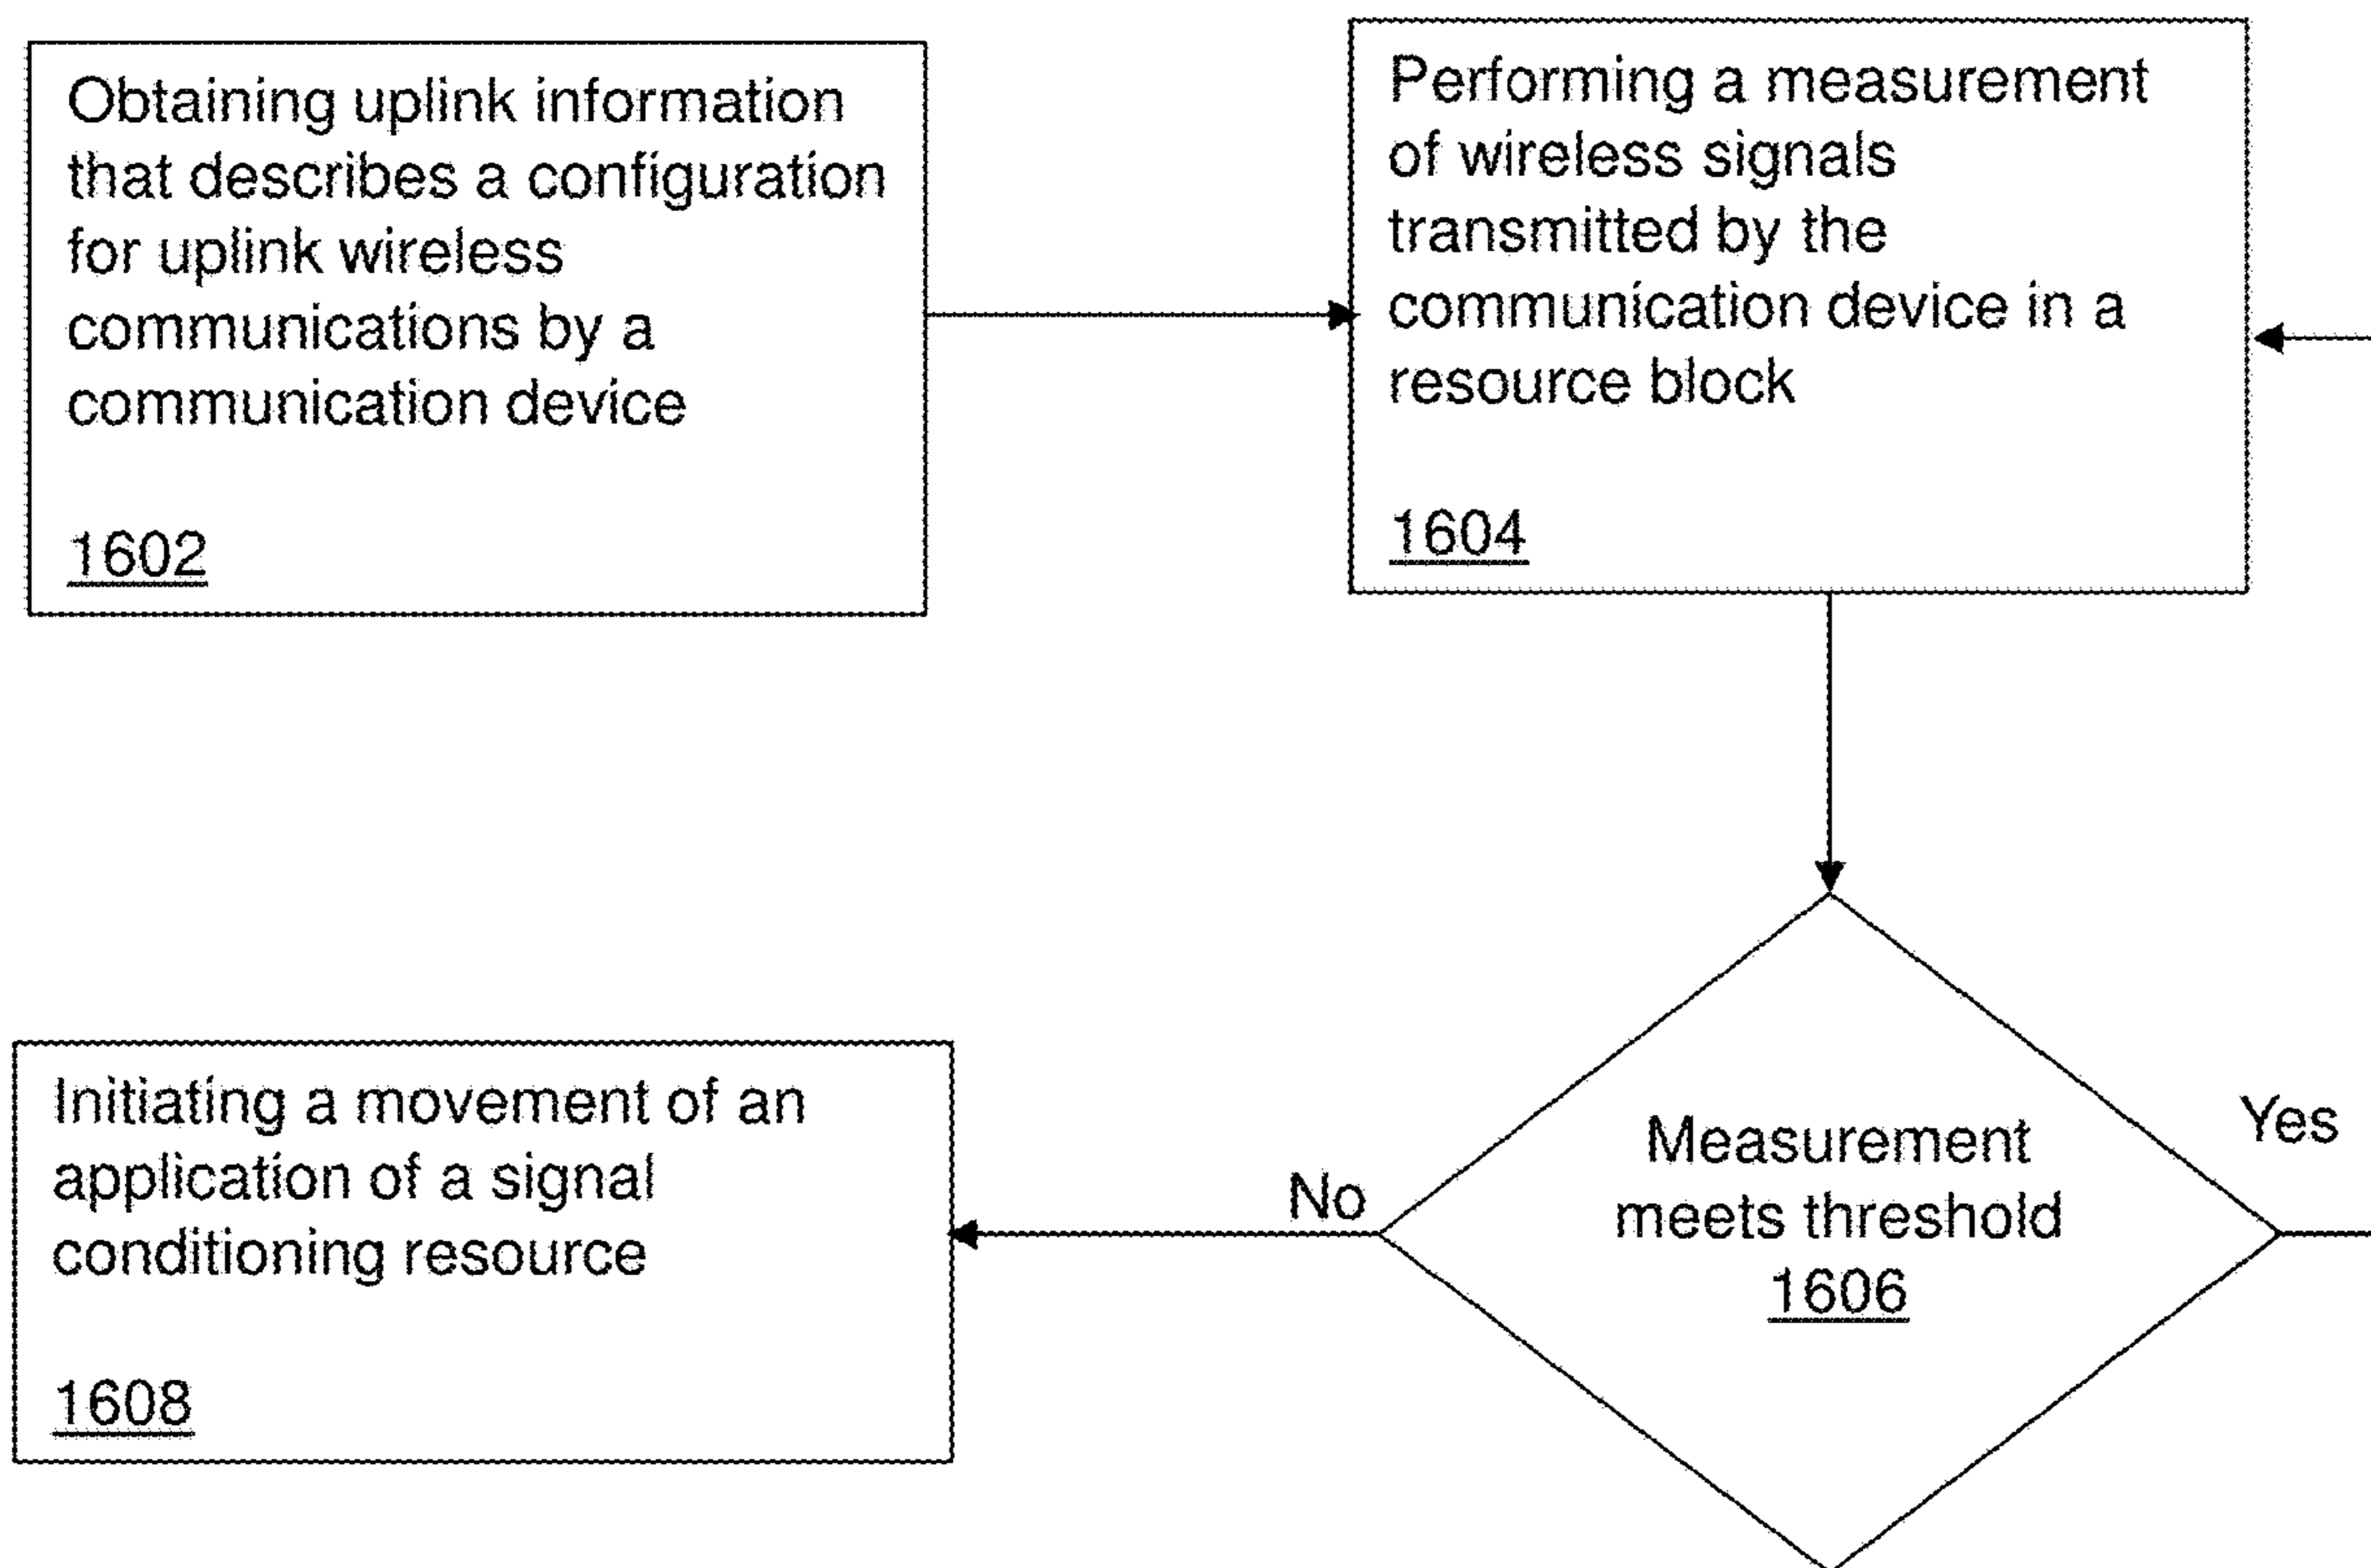 Obtaining uplink information
that describes a configuration
for uplink wireless
communications by a
communication device
1602
Performing a measurement
of wireless signals
transmitted by the
communication device in a
resource block
1604
Measurement
meets threshold
1606
Yes
No
Initiating a movement of an
application of a signal
conditioning resource
1608